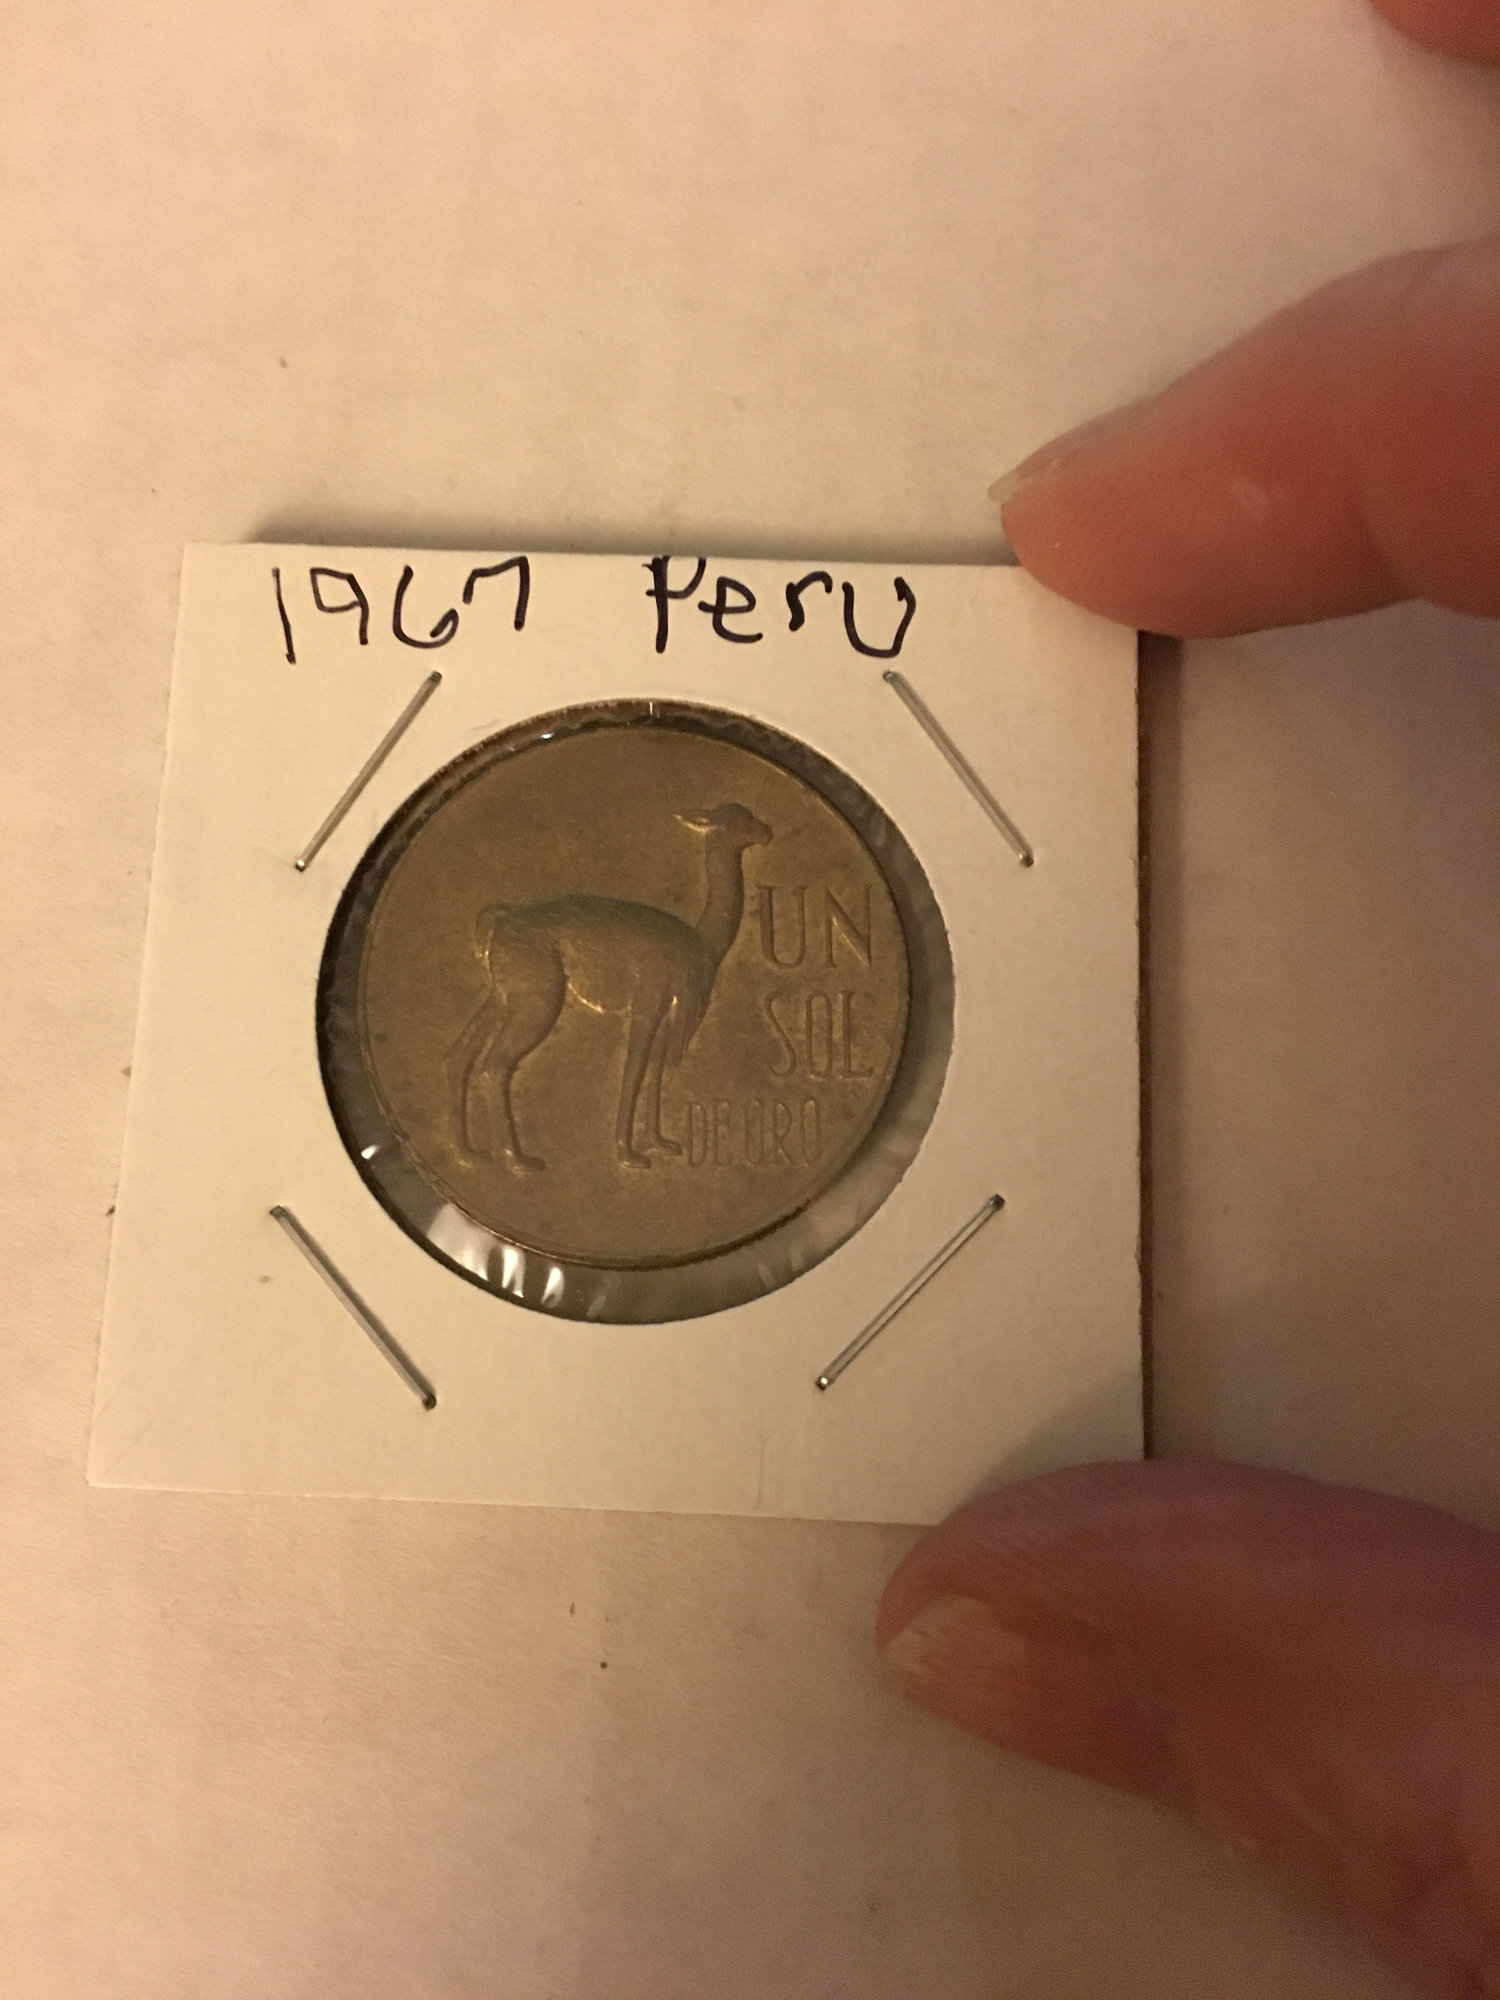 1967 Peru
UN
SOL
DE ORO